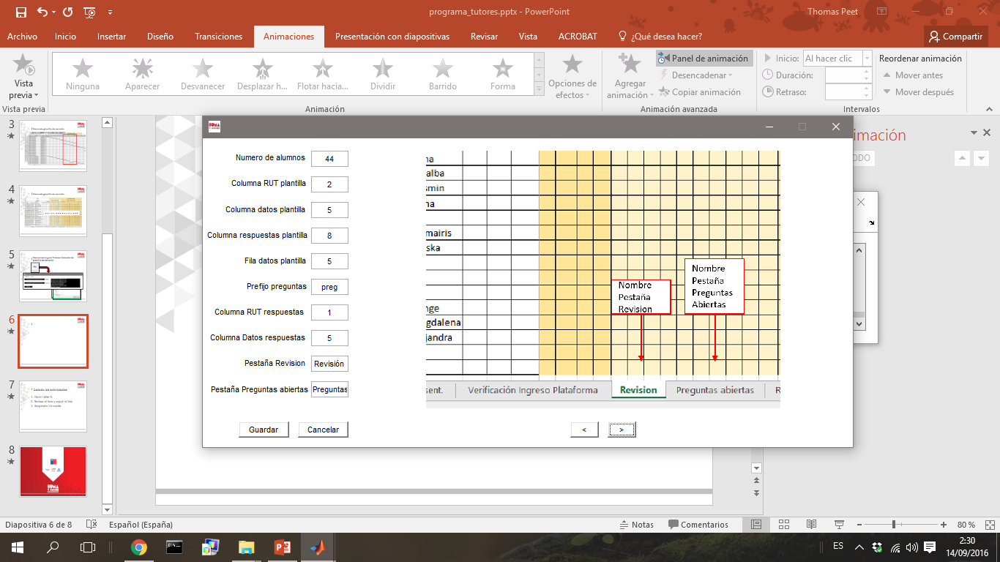 programa_tutores.pptx - PowerPoint
Thomas Peet
Archivo Inicio Insertar Diseño Transiciones Animaciones Presentación con diapositivas Revisar Vista ACROBAT ¿Qué desea hacer? Compartir
Vista previa
Ninguna Aparecer Desvanecer Desplazar h... Flotar hacia... Dividir Barrido Forma
Opciones de efectos
Agregar animación
Panel de animación
Desencadenar
Copiar animación
Inicio: Al hacer clic
Duración:
Retraso:
Reordenar animación
Mover antes
Mover después
Vista previa Animación Animación avanzada Intervalos
3
4
5
6
7
8
imación
ODO
Numero de alumnos 44
Columna RUT plantilla 2
Columna datos plantilla 5
Columna respuestas plantilla 8
Fila datos plantilla 5
Prefijo preguntas preg
Columna RUT respuestas 1
Columna Datos respuestas 5
Pestaña Revision Revisión
Pestaña Preguntas abiertas Preguntas
Guardar Cancelar
na
alba
smin
na
mairis
ska
nge
gdalena
jandra
Nombre
Pestaña
Revision
Nombre
Pestaña
Preguntas
Abiertas
sent. Verificación Ingreso Plataforma Revision Preguntas abiertas R
< >
Diapositiva 6 de 8 Español (España) Notas Comentarios 80 %
ES
2:30
14/09/2016